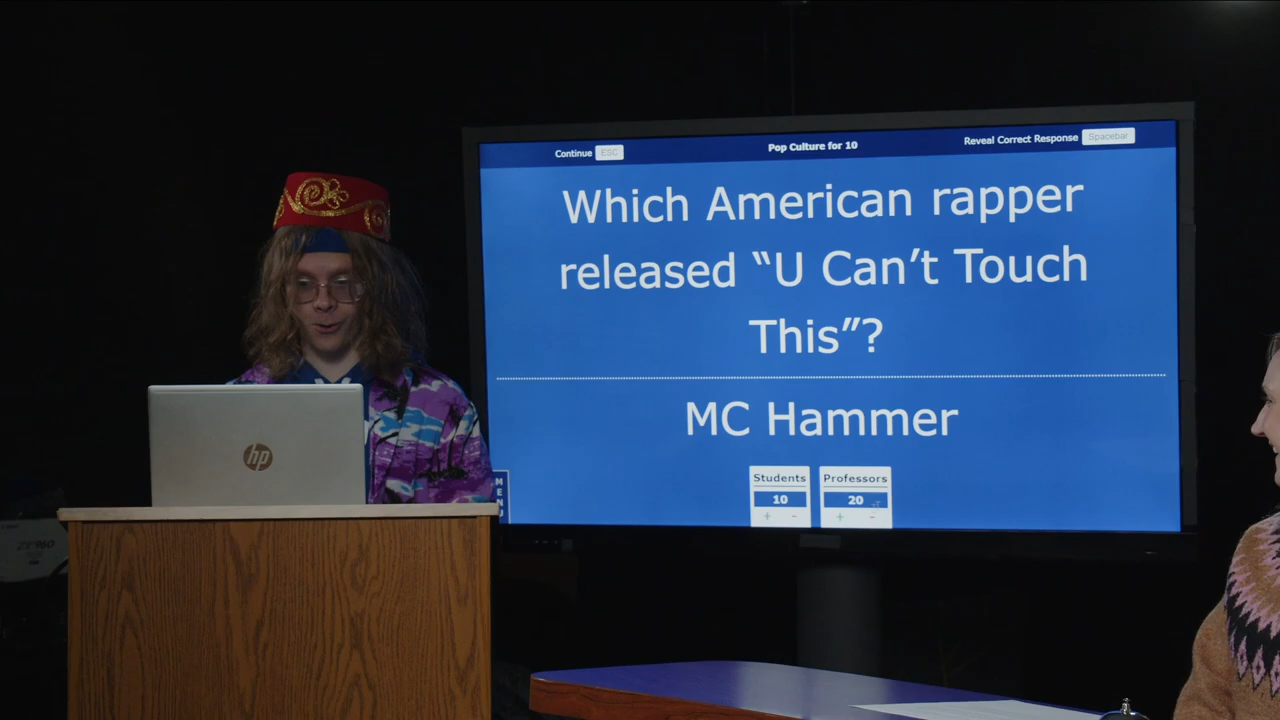 Continue ESC
Pop Culture for 10
Reveal Correct Response Spacebar
Which American rapper
released “U Can’t Touch
This”?
MC Hammer
Students
10
+ -
Professors
20
+ -
hp